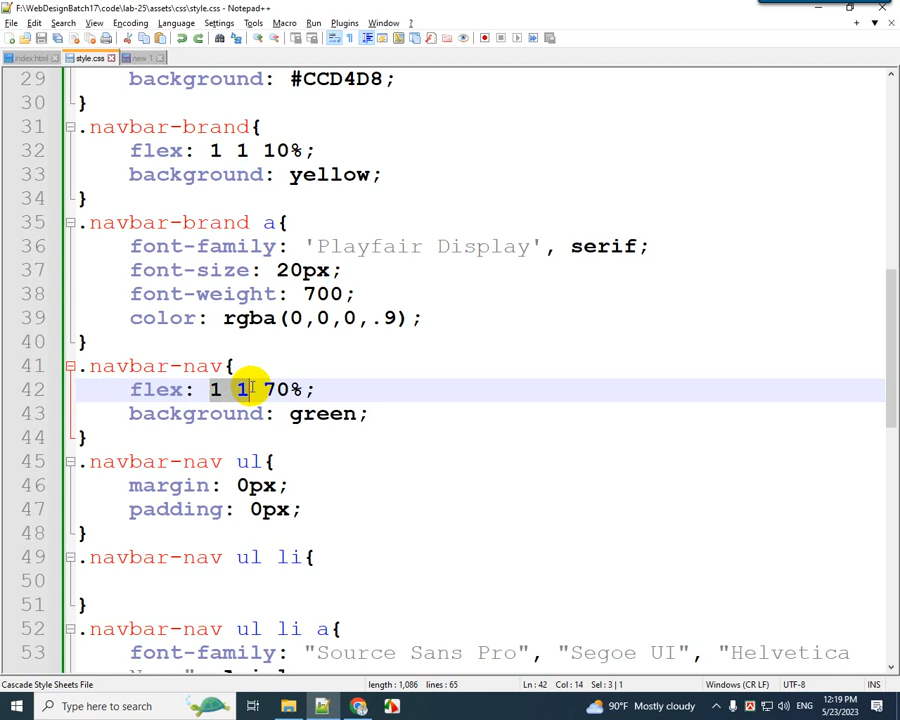 F:\WebDesignBatch17\code\lab-25\assets\css\style.css - Notepad++
File Edit Search View Encoding Language Settings Tools Macro Run Plugins Window ?
index.html style.css new 1
29 background: #CCD4D8;
30 }
31 .navbar-brand{
32 flex: 1 1 10%;
33 background: yellow;
34 }
35 .navbar-brand a{
36 font-family: 'Playfair Display', serif;
37 font-size: 20px;
38 font-weight: 700;
39 color: rgba(0,0,0,.9);
40 }
41 .navbar-nav{
42 flex: 1 1 70%;
43 background: green;
44 }
45 .navbar-nav ul{
46 margin: 0px;
47 padding: 0px;
48 }
49 .navbar-nav ul li{
50
51 }
52 .navbar-nav ul li a{
53 font-family: "Source Sans Pro", "Segoe UI", "Helvetica
Cascade Style Sheets File length : 1,086 lines : 65 Ln : 42 Col : 14 Sel : 3 | 1 Windows (CR LF) UTF-8 INS
Type here to search 90°F Mostly cloudy 12:19 PM
5/23/2023